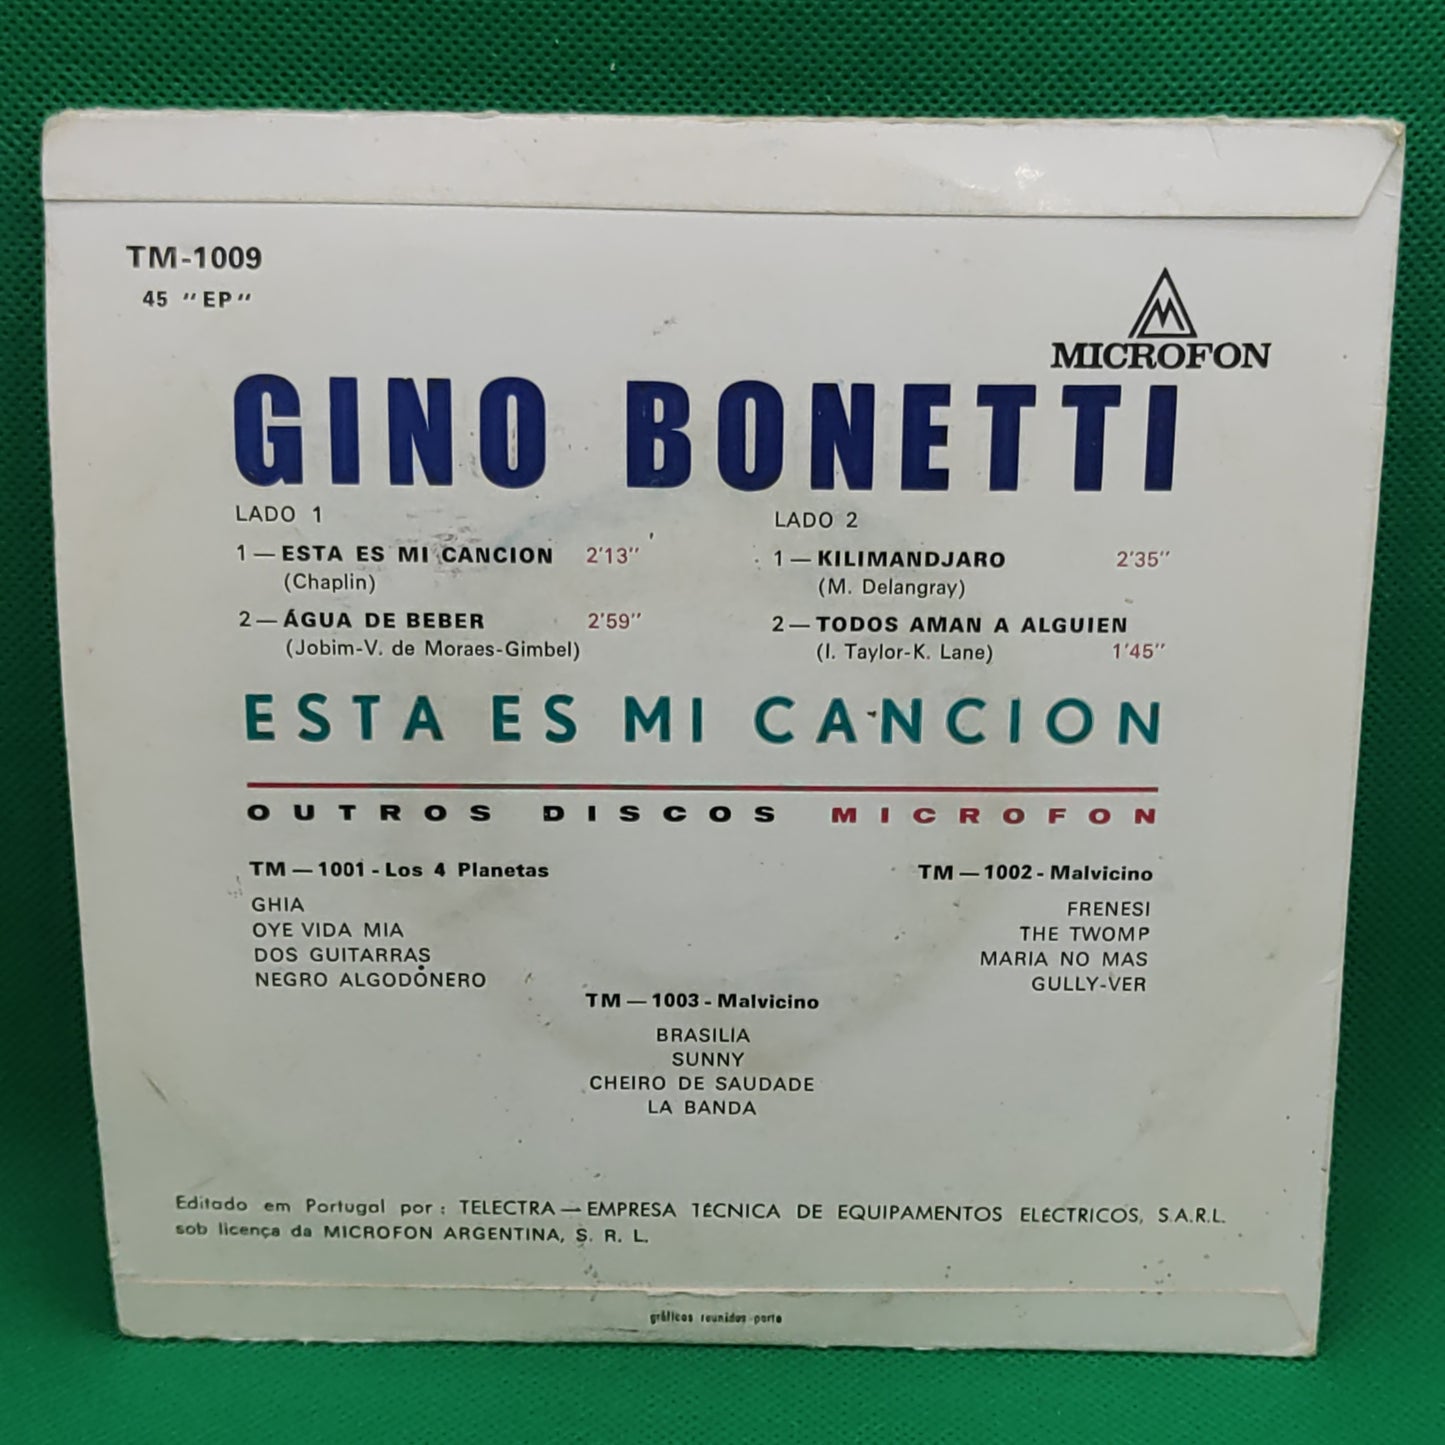 TM-1009
45 "EP"
MICROFON
GINO BONETTI
LADO 1
1 — ESTA ES MI CANCION 2'13"
(Chaplin)
2 — ÁGUA DE BEBER 2'59"
(Jobim-V. de Moraes-Gimbel)
LADO 2
1 — KILIMANDJARO 2'35"
(M. Delangray)
2 — TODOS AMAN A ALGUIEN
(I. Taylor-K. Lane) 1'45"
ESTA ES MI CANCION
OUTROS DISCOS MICROFON
TM — 1001 - Los 4 Planetas
GHIA
OYE VIDA MIA
DOS GUITARRAS
NEGRO ALGODONERO
TM — 1002 - Malvicino
FRENESI
THE TWOMP
MARIA NO MAS
GULLY-VER
TM — 1003 - Malvicino
BRASILIA
SUNNY
CHEIRO DE SAUDADE
LA BANDA
Editado em Portugal por : TELECTRA — EMPRESA TÉCNICA DE EQUIPAMENTOS ELÉCTRICOS, S.A.R.L.
sob licença da MICROFON ARGENTINA, S. R. L.
gráficos reunidos-porto